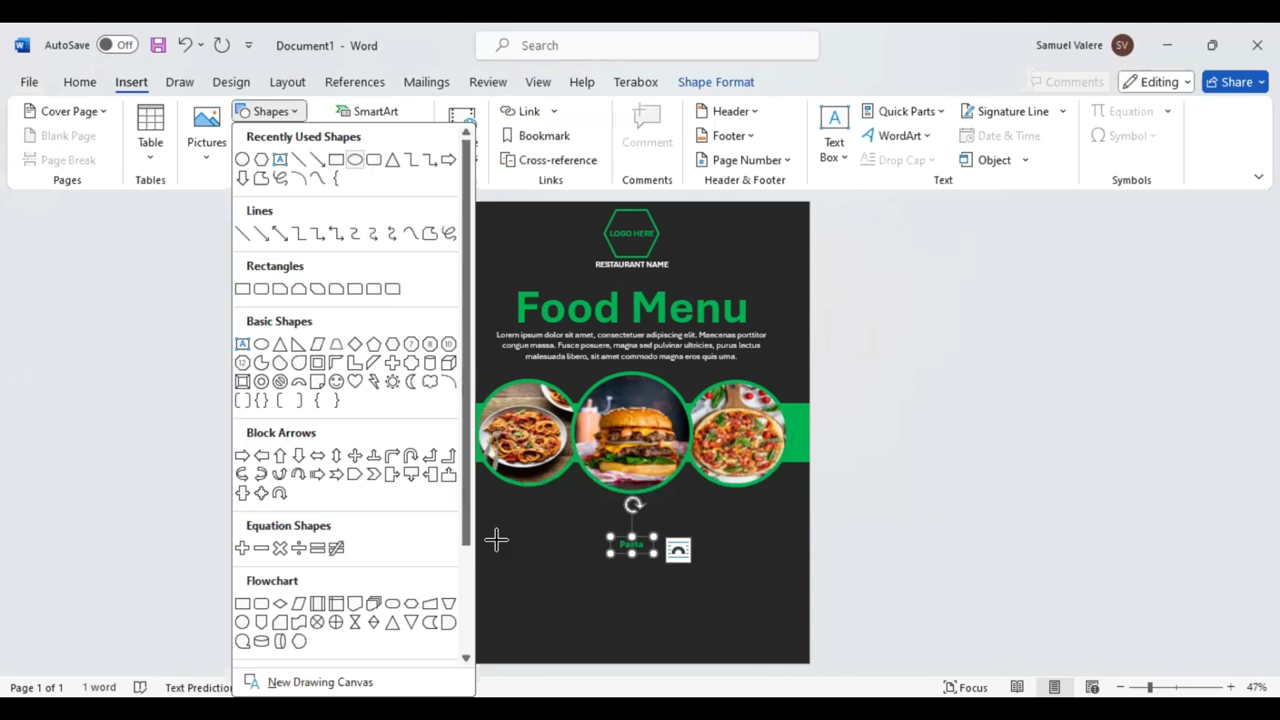 AutoSave Off Document1 - Word Search Samuel Valere SV
File Home Insert Draw Design Layout References Mailings Review View Help Terabox Shape Format Comments Editing Share
Cover Page Shapes SmartArt Link Header Quick Parts Signature Line Equation
Blank Page Table Pictures Bookmark Comment Footer Text Box WordArt Date & Time Symbol
Page Break Cross-reference Page Number Drop Cap Object
Pages Tables Links Comments Header & Footer Text Symbols
Recently Used Shapes
Lines
Rectangles
Basic Shapes
Block Arrows
Equation Shapes
Flowchart
New Drawing Canvas
LOGO HERE
RESTAURANT NAME
Food Menu
Lorem ipsum dolor sit amet, consectetuer adipiscing elit. Maecenas porttitor
congue massa. Fusce posuere, magna sed pulvinar ultricies, purus lectus
malesuada libero, sit amet commodo magna eros quis urna.
Pasta
Page 1 of 1 1 word Text Predictio Focus 47%